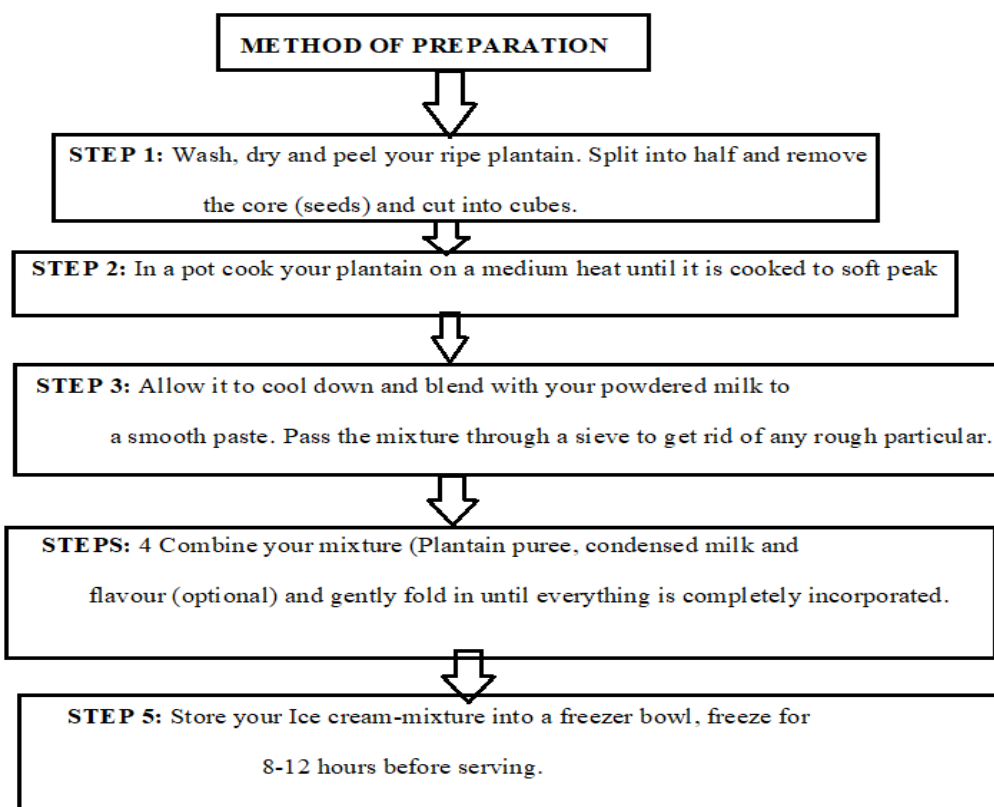 METHOD OF PREPARATION
STEP 1: Wash, dry and peel your ripe plantain. Split into half and remove
the core (seeds) and cut into cubes.
STEP 2: In a pot cook your plantain on a medium heat until it is cooked to soft peak
STEP 3: Allow it to cool down and blend with your powdered milk to
a smooth paste. Pass the mixture through a sieve to get rid of any rough particular.
STEPS: 4 Combine your mixture (Plantain puree, condensed milk and
flavour (optional) and gently fold in until everything is completely incorporated.
STEP 5: Store your Ice cream-mixture into a freezer bowl, freeze for
8-12 hours before serving.